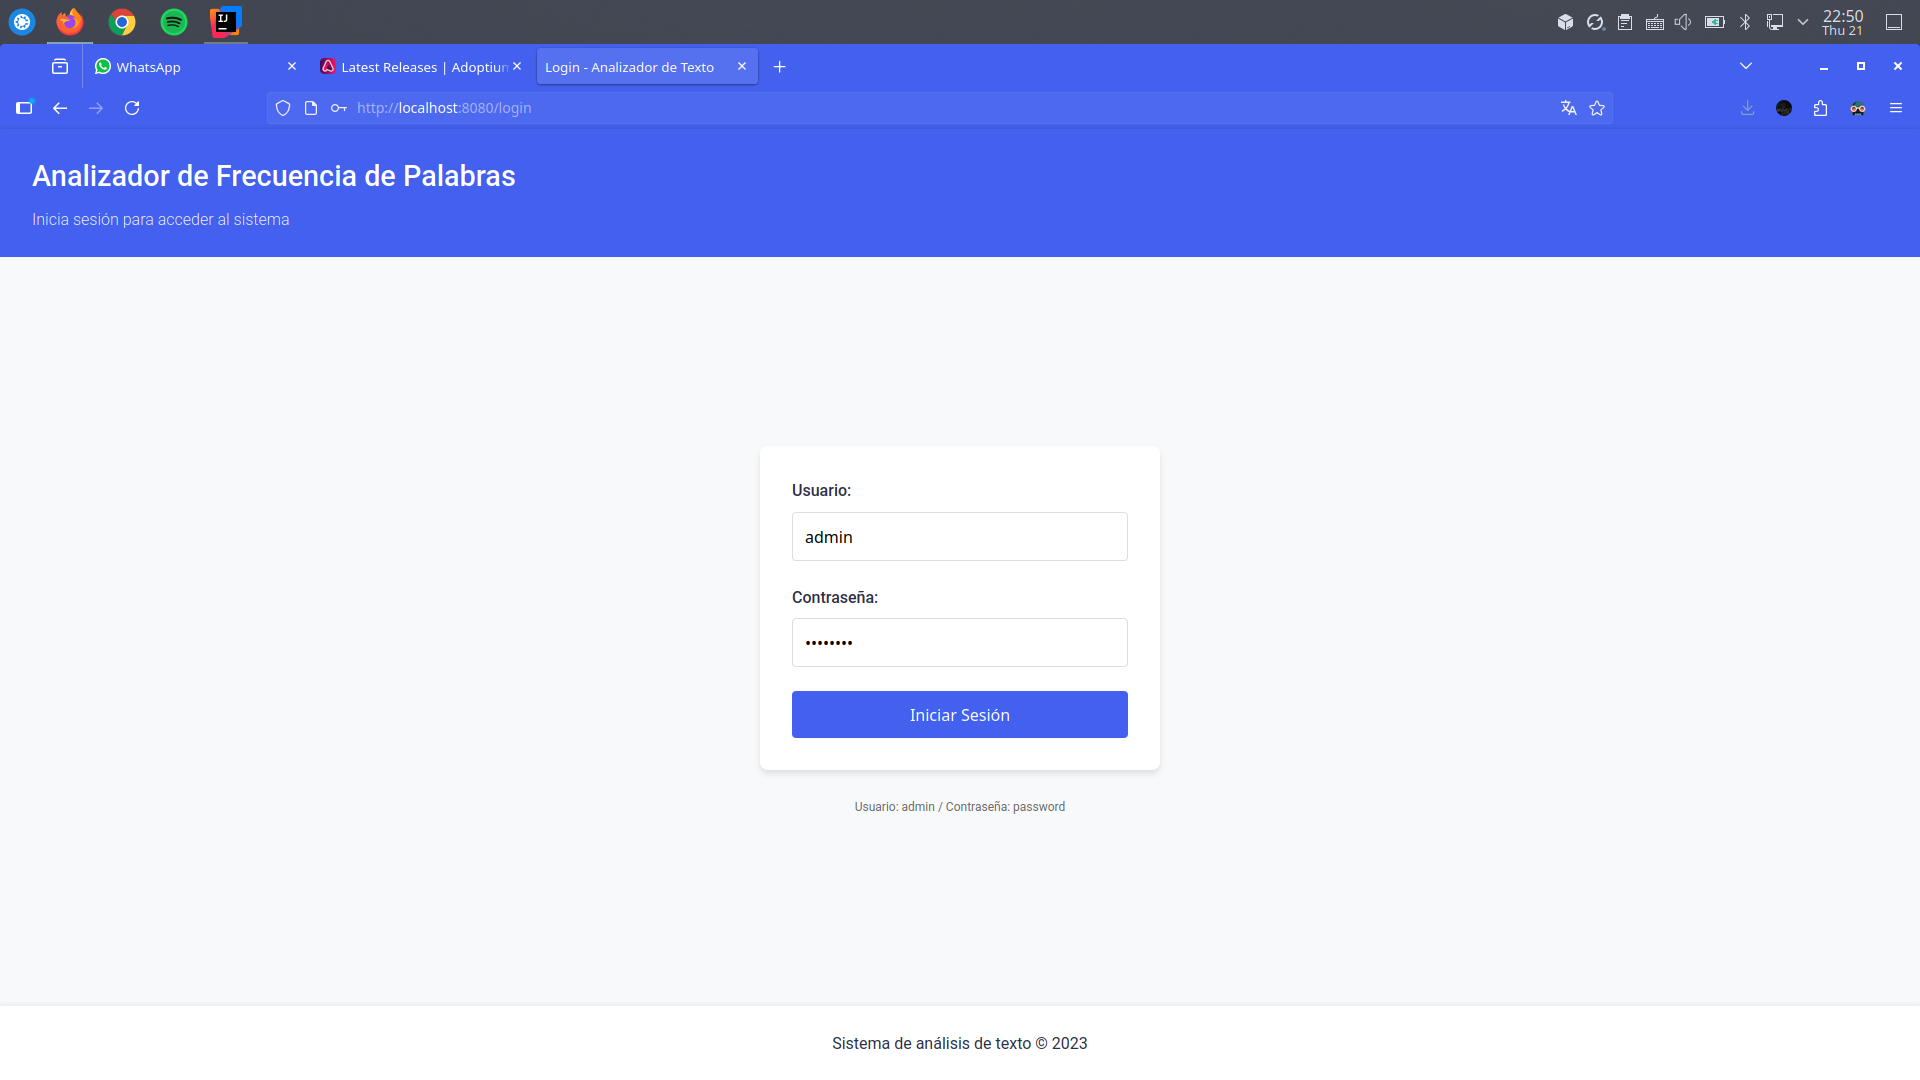 22:50
Thu 21
WhatsApp
Latest Releases | Adoptium
Login - Analizador de Texto
http://localhost:8080/login
Analizador de Frecuencia de Palabras
Inicia sesión para acceder al sistema
Usuario:
admin
Contraseña:
••••••••
Iniciar Sesión
Usuario: admin / Contraseña: password
Sistema de análisis de texto © 2023